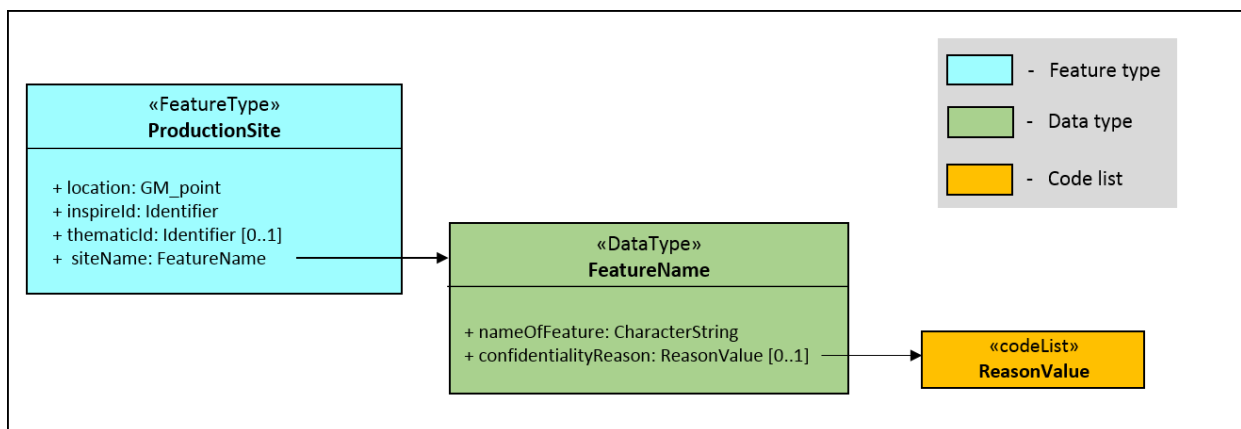 «FeatureType»
ProductionSite
+ location: GM_point
+ inspireId: Identifier
+ thematicId: Identifier [0..1]
+ siteName: FeatureName
«DataType»
FeatureName
+ nameOfFeature: CharacterString
+ confidentialityReason: ReasonValue [0..1]
«codeList»
ReasonValue
- Feature type
- Data type
- Code list